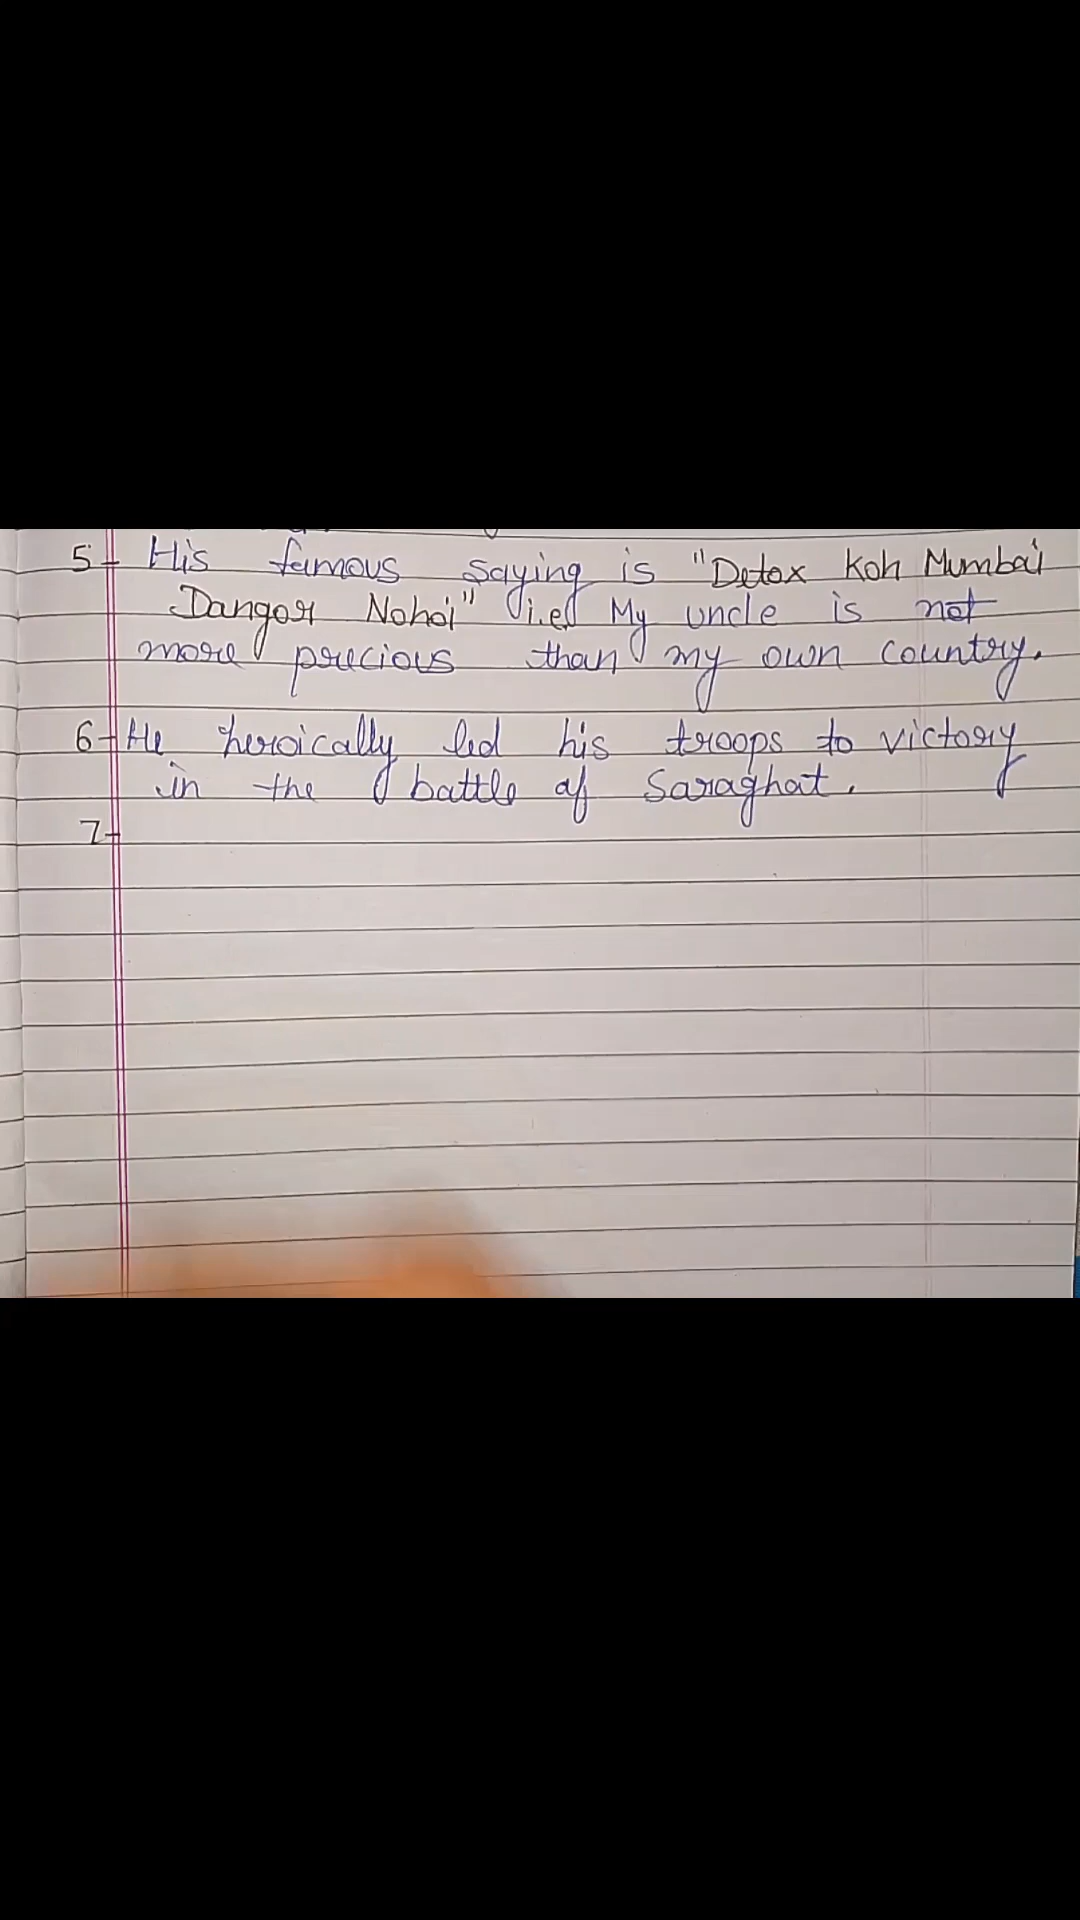 5- His famous saying is "Detox Koh Mumbai
Dangor Nohoi" i.e. My uncle is not
more precious than my own country.
6- He heroically led his troops to victory
in the battle of Saraghat.
7-